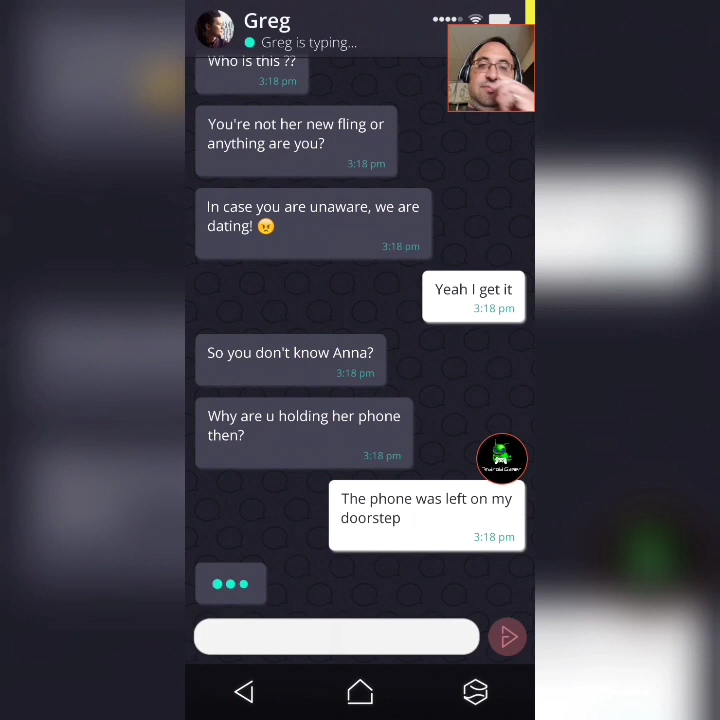 Greg
Greg is typing...
Who is this ??
3:18 pm
You're not her new fling or
anything are you?
3:18 pm
In case you are unaware, we are
dating! 😠
3:18 pm
Yeah I get it
3:18 pm
So you don't know Anna?
3:18 pm
Why are u holding her phone
then?
3:18 pm
Android Gamer
The phone was left on my
doorstep
3:18 pm